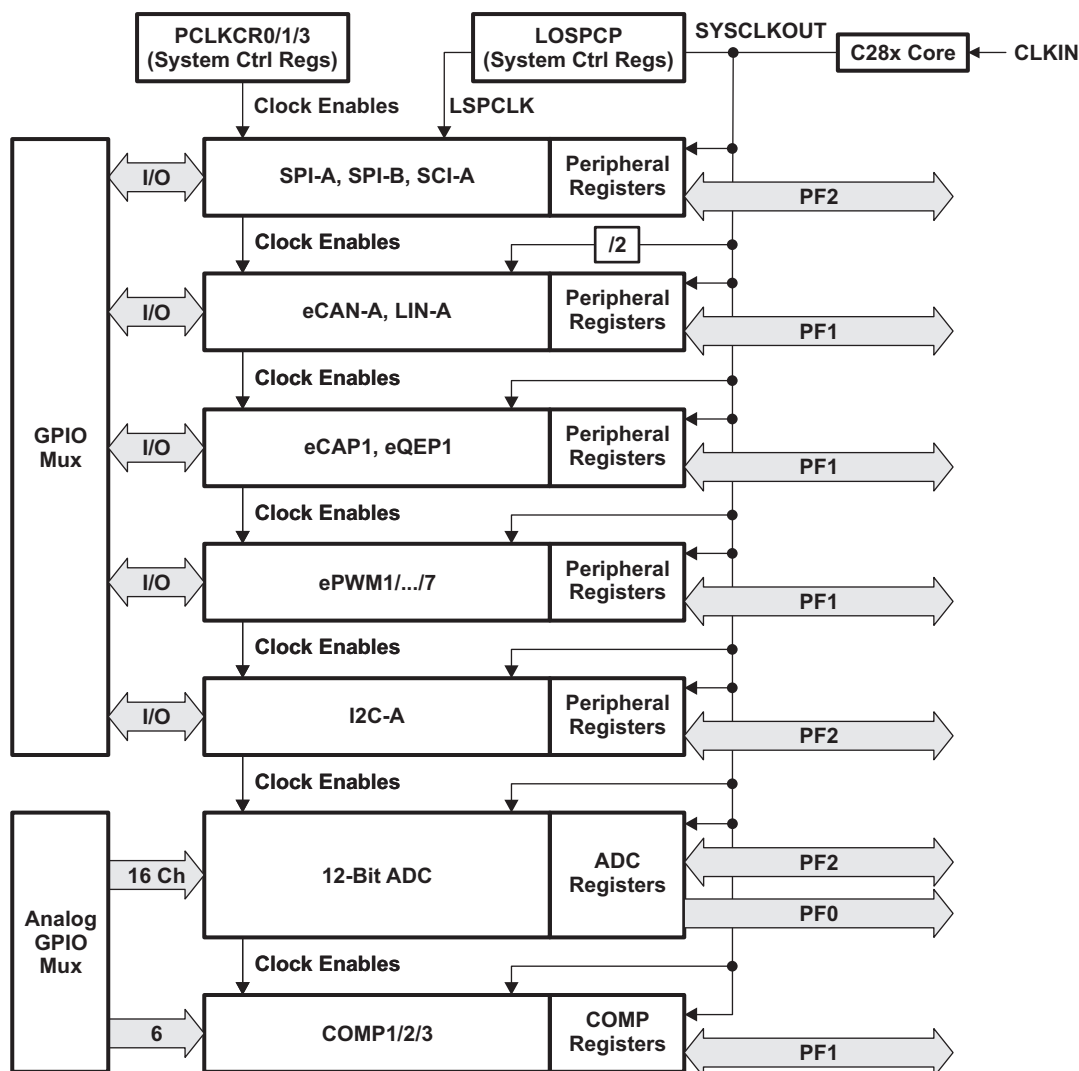 PCLKCR0/1/3
(System Ctrl Regs)
LOSPCP
(System Ctrl Regs)
SYSCLKOUT
C28x Core
CLKIN
Clock Enables
LSPCLK
I/O
SPI-A, SPI-B, SCI-A
Peripheral
Registers
PF2
Clock Enables
/2
I/O
eCAN-A, LIN-A
Peripheral
Registers
PF1
Clock Enables
GPIO
Mux
I/O
eCAP1, eQEP1
Peripheral
Registers
PF1
Clock Enables
I/O
ePWM1/.../7
Peripheral
Registers
PF1
Clock Enables
I/O
I2C-A
Peripheral
Registers
PF2
Clock Enables
Analog
GPIO
Mux
16 Ch
12-Bit ADC
ADC
Registers
PF2
PF0
Clock Enables
6
COMP1/2/3
COMP
Registers
PF1